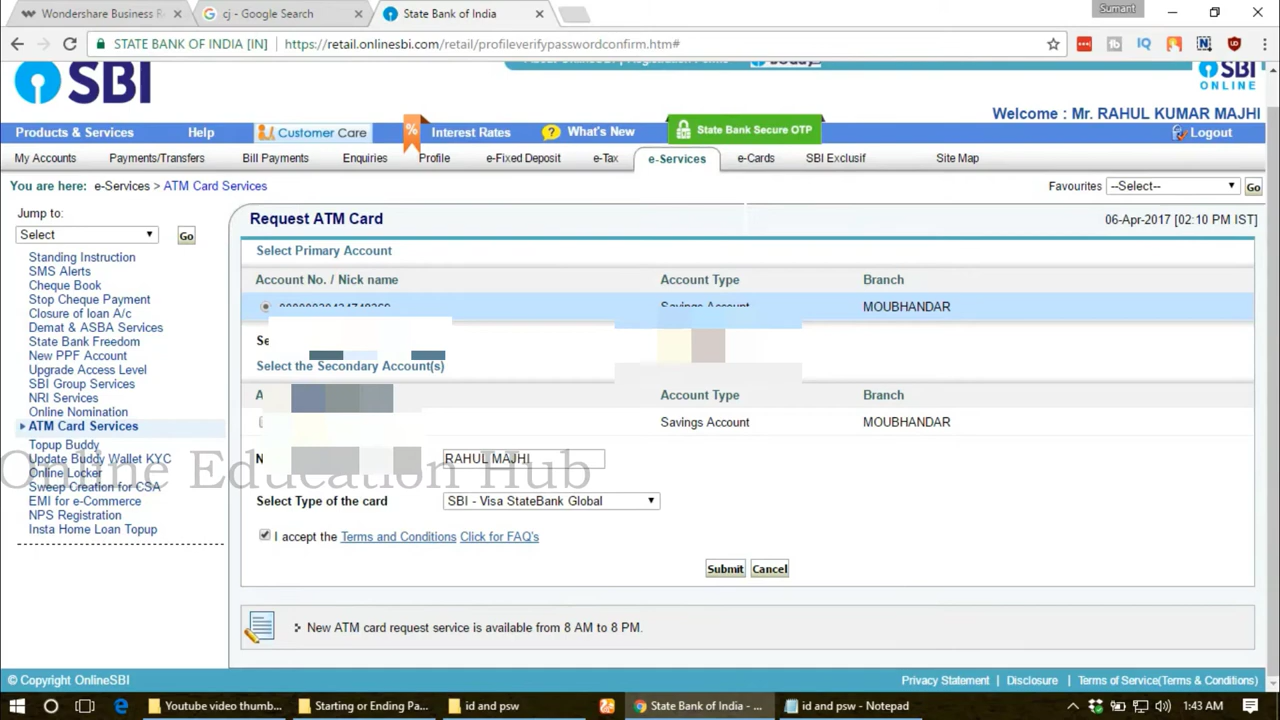 Wondershare Business R
cj - Google Search
State Bank of India
Sumant
STATE BANK OF INDIA [IN]
https://retail.onlinesbi.com/retail/profileverifypasswordconfirm.htm#
SBI
SBI
ONLINE
Welcome : Mr. RAHUL KUMAR MAJHI
Products & Services
Help
Customer Care
%
Interest Rates
What's New
State Bank Secure OTP
Logout
My Accounts
Payments/Transfers
Bill Payments
Enquiries
Profile
e-Fixed Deposit
e-Tax
e-Services
e-Cards
SBI Exclusif
Site Map
You are here: e-Services > ATM Card Services
Favourites
--Select--
Go
Jump to:
Select
Go
Standing Instruction
SMS Alerts
Cheque Book
Stop Cheque Payment
Closure of loan A/c
Demat & ASBA Services
State Bank Freedom
New PPF Account
Upgrade Access Level
SBI Group Services
NRI Services
Online Nomination
ATM Card Services
Topup Buddy
Update Buddy Wallet KYC
Online Locker
Sweep Creation for CSA
EMI for e-Commerce
NPS Registration
Insta Home Loan Topup
Request ATM Card
06-Apr-2017 [02:10 PM IST]
Select Primary Account
Account No. / Nick name
Account Type
Branch
Savings Account
MOUBHANDAR
Se
Select the Secondary Account(s)
A
Account Type
Branch
Savings Account
MOUBHANDAR
N
RAHUL MAJHI
Online Education Hub
Select Type of the card
SBI - Visa StateBank Global
I accept the Terms and Conditions Click for FAQ's
Submit
Cancel
New ATM card request service is available from 8 AM to 8 PM.
© Copyright OnlineSBI
Privacy Statement | Disclosure | Terms of Service(Terms & Conditions)
Youtube video thumb...
Starting or Ending Pa...
id and psw
State Bank of India - ...
id and psw - Notepad
1:43 AM